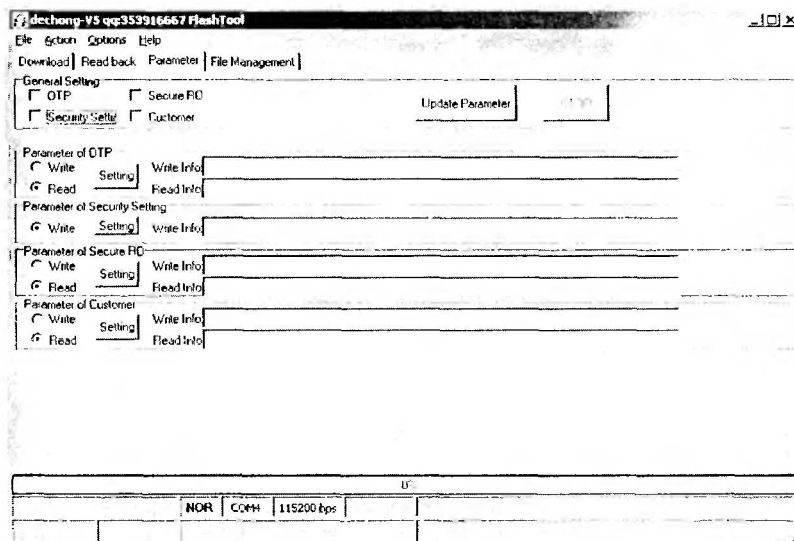 dechong-V5 qq:353916667 FlashTool
File Action Options Help
Download Read back Parameter File Management
General Setting
OTP Secure RO
Update Parameter STOP
Security Settir Customer
Parameter of OTP
Write Setting Write Info
Read Read Info
Parameter of Security Setting
Write Setting Write Info
Parameter of Secure RO
Write Setting Write Info
Read Read Info
Parameter of Customer
Write Setting Write Info
Read Read Info
0%
NOR COM4 115200 bps